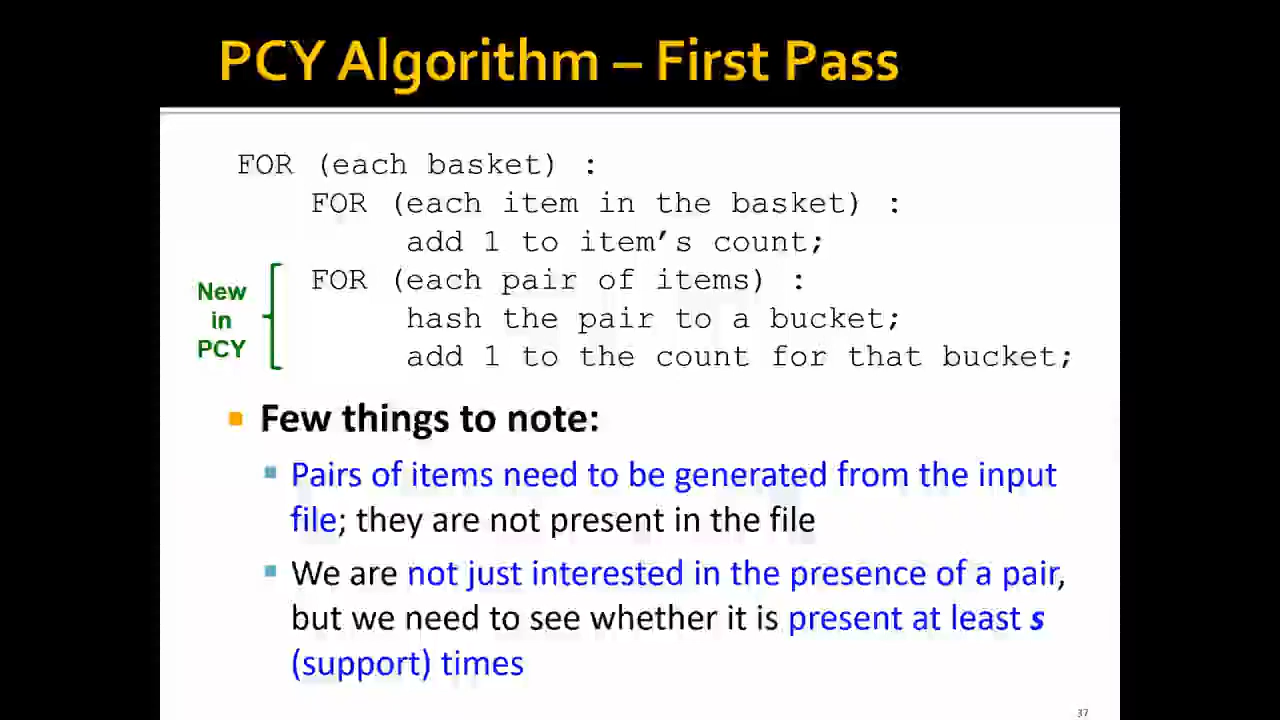 PCY Algorithm – First Pass
FOR (each basket) :
FOR (each item in the basket) :
add 1 to item’s count;
New
in
PCY
FOR (each pair of items) :
hash the pair to a bucket;
add 1 to the count for that bucket;
Few things to note:
Pairs of items need to be generated from the input
file; they are not present in the file
We are not just interested in the presence of a pair,
but we need to see whether it is present at least s
(support) times
37